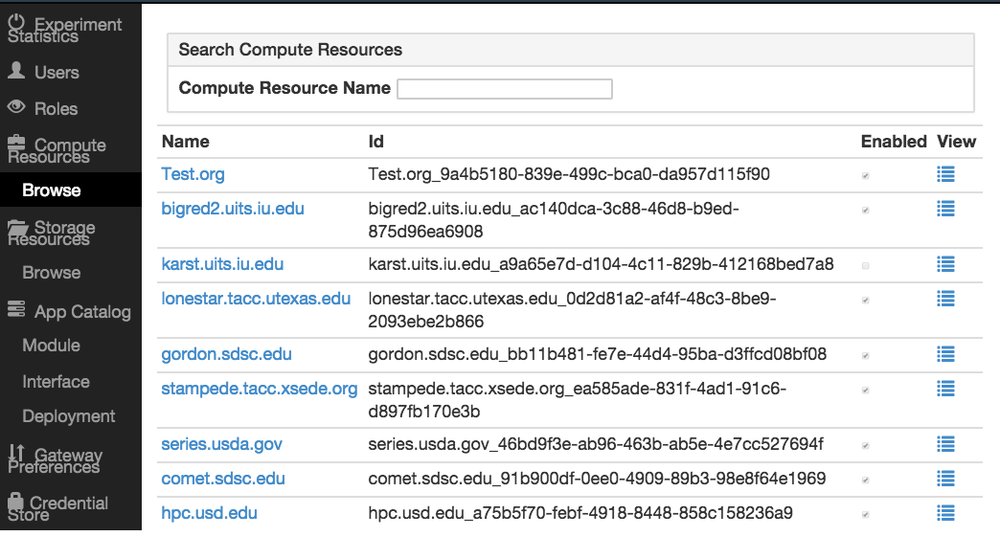 Experiment
Statistics
Users
Roles
Compute
Resources
Browse
Storage
Resources
Browse
App Catalog
Module
Interface
Deployment
Gateway
Preferences
Credential
Store
Search Compute Resources
Compute Resource Name
Name Id Enabled View
Test.org Test.org_9a4b5180-839e-499c-bca0-da957d115f90
bigred2.uits.iu.edu bigred2.uits.iu.edu_ac140dca-3c88-46d8-b9ed-
875d96ea6908
karst.uits.iu.edu karst.uits.iu.edu_a9a65e7d-d104-4c11-829b-412168bed7a8
lonestar.tacc.utexas.edu lonestar.tacc.utexas.edu_0d2d81a2-af4f-48c3-8be9-
2093ebe2b866
gordon.sdsc.edu gordon.sdsc.edu_bb11b481-fe7e-44d4-95ba-d3ffcd08bf08
stampede.tacc.xsede.org stampede.tacc.xsede.org_ea585ade-831f-4ad1-91c6-
d897fb170e3b
series.usda.gov series.usda.gov_46bd9f3e-ab96-463b-ab5e-4e7cc527694f
comet.sdsc.edu comet.sdsc.edu_91b900df-0ee0-4909-89b3-98e8f64e1969
hpc.usd.edu hpc.usd.edu_a75b5f70-febf-4918-8448-858c158236a9